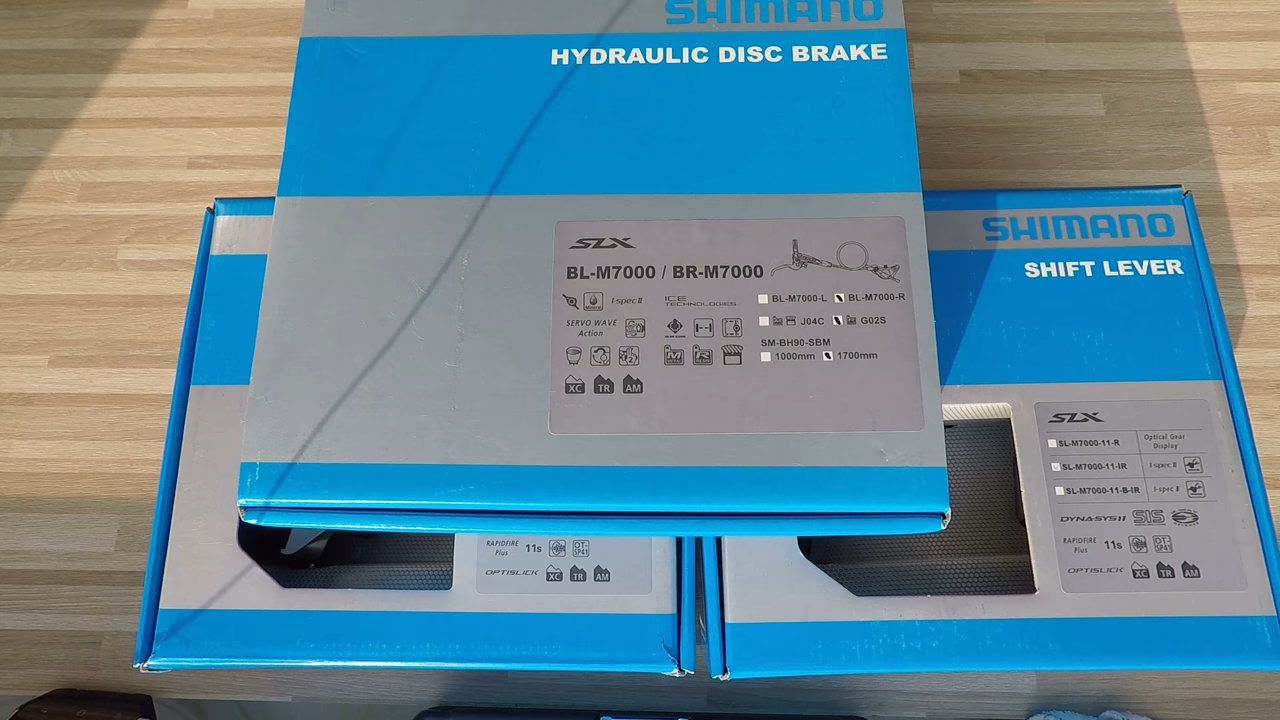 SHIMANO
HYDRAULIC DISC BRAKE
SLX
BL-M7000 / BR-M7000
I-spec II
ICE TECHNOLOGIES
BL-M7000-L
BL-M7000-R
SERVO WAVE
Action
J04C
G02S
SM-BH90-SBM
1000mm
1700mm
XC
TR
AM
SHIMANO
SHIFT LEVER
SLX
SL-M7000-11-R
Optical Gear
Display
SL-M7000-11-IR
I-spec II
SL-M7000-11-B-IR
I-spec II
DYNA-SYS11
SIS
RAPIDFIRE
Plus
11s
OT-
SP41
OPTISLICK
XC
TR
AM
RAPIDFIRE
Plus
11s
OT-
SP41
OPTISLICK
XC
TR
AM